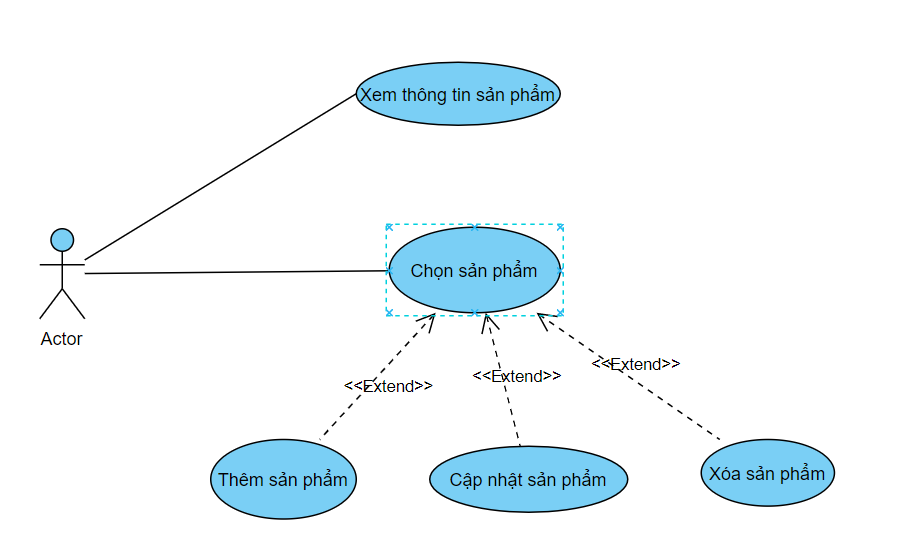 Xem thông tin sản phẩm
Chọn sản phẩm
Actor
<<Extend>>
<<Extend>>
<<Extend>>
Thêm sản phẩm
Cập nhật sản phẩm
Xóa sản phẩm